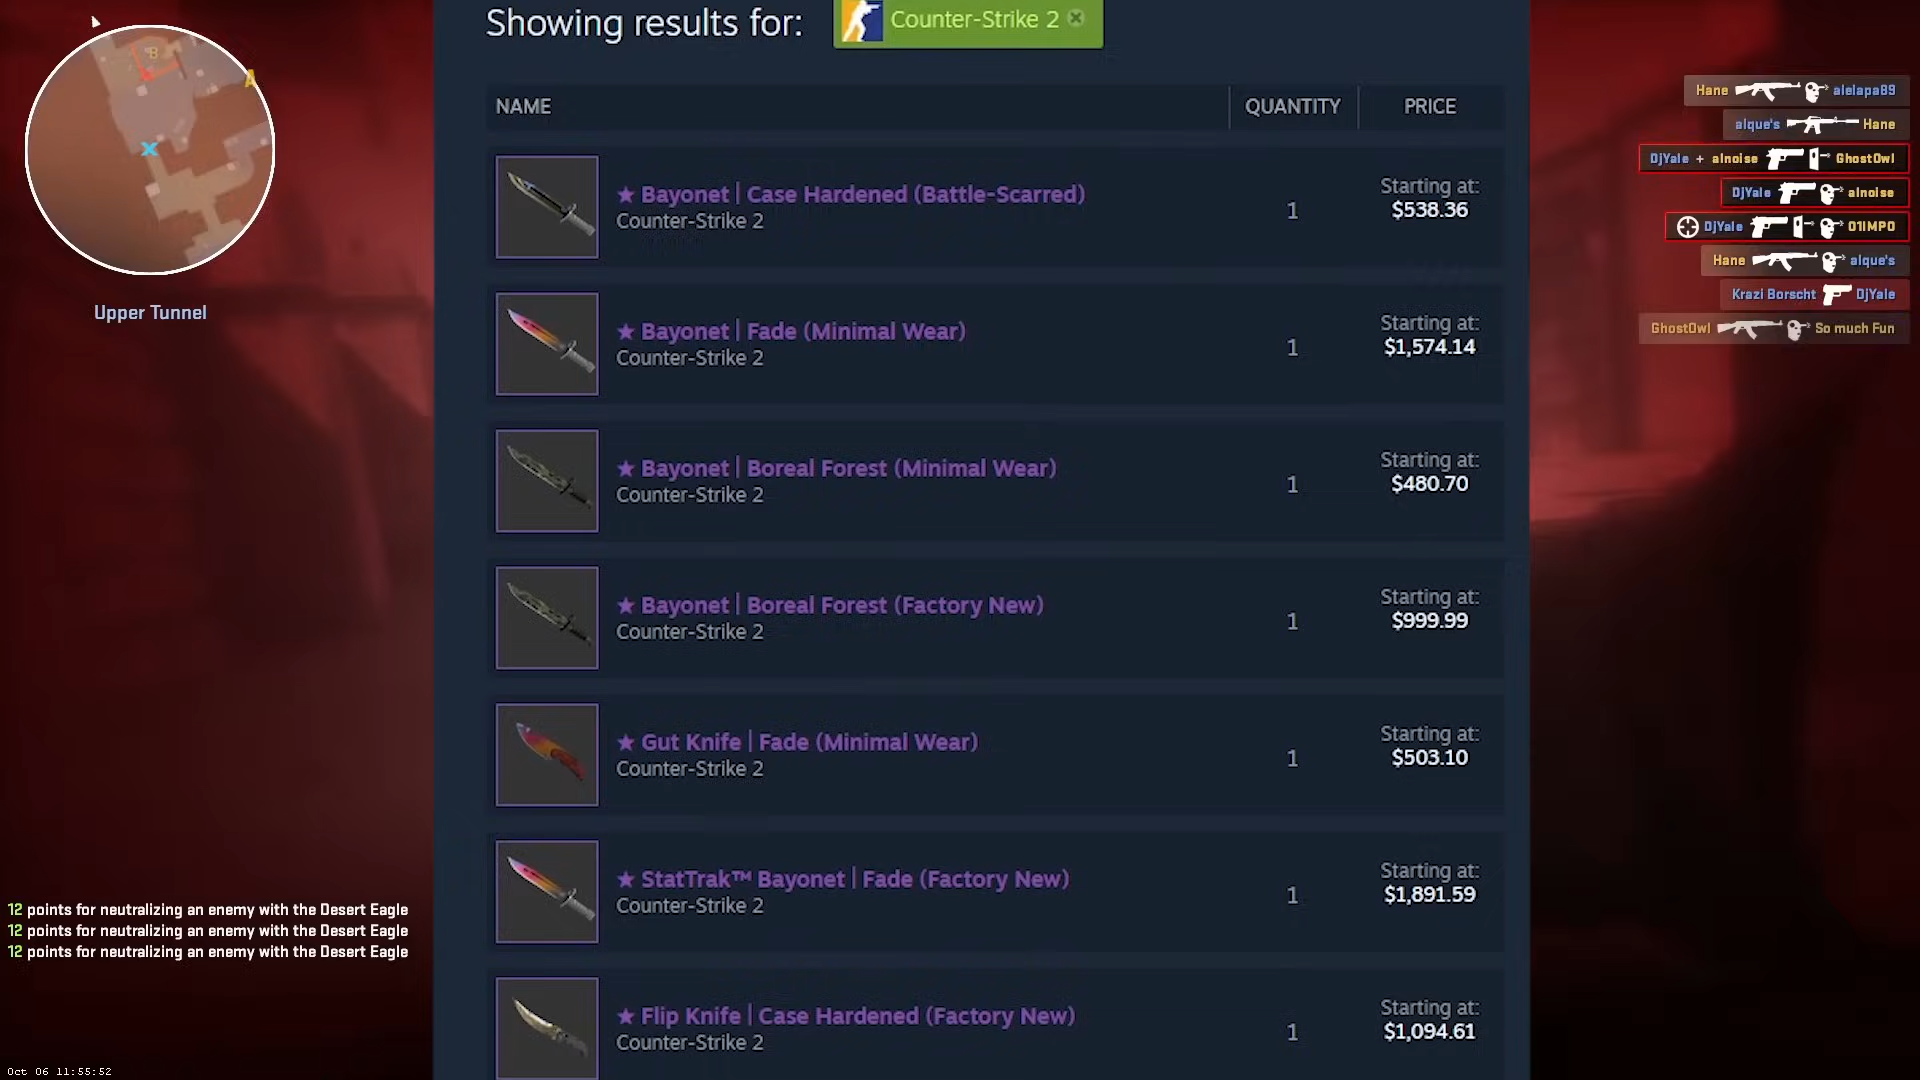 Showing results for:
Counter-Strike 2
B
A
Upper Tunnel
NAME
QUANTITY
PRICE
★ Bayonet | Case Hardened (Battle-Scarred)
Counter-Strike 2
1
Starting at:
$538.36
★ Bayonet | Fade (Minimal Wear)
Counter-Strike 2
1
Starting at:
$1,574.14
★ Bayonet | Boreal Forest (Minimal Wear)
Counter-Strike 2
1
Starting at:
$480.70
★ Bayonet | Boreal Forest (Factory New)
Counter-Strike 2
1
Starting at:
$999.99
★ Gut Knife | Fade (Minimal Wear)
Counter-Strike 2
1
Starting at:
$503.10
★ StatTrak™ Bayonet | Fade (Factory New)
Counter-Strike 2
1
Starting at:
$1,891.59
★ Flip Knife | Case Hardened (Factory New)
Counter-Strike 2
1
Starting at:
$1,094.61
Hane alelapa89
alque's Hane
DjYale + alnoise GhostOwl
DjYale alnoise
DjYale O1IMPO
Hane alque's
Krazi Borscht DjYale
GhostOwl So much Fun
12 points for neutralizing an enemy with the Desert Eagle
12 points for neutralizing an enemy with the Desert Eagle
12 points for neutralizing an enemy with the Desert Eagle
Oct 06 11:55:52